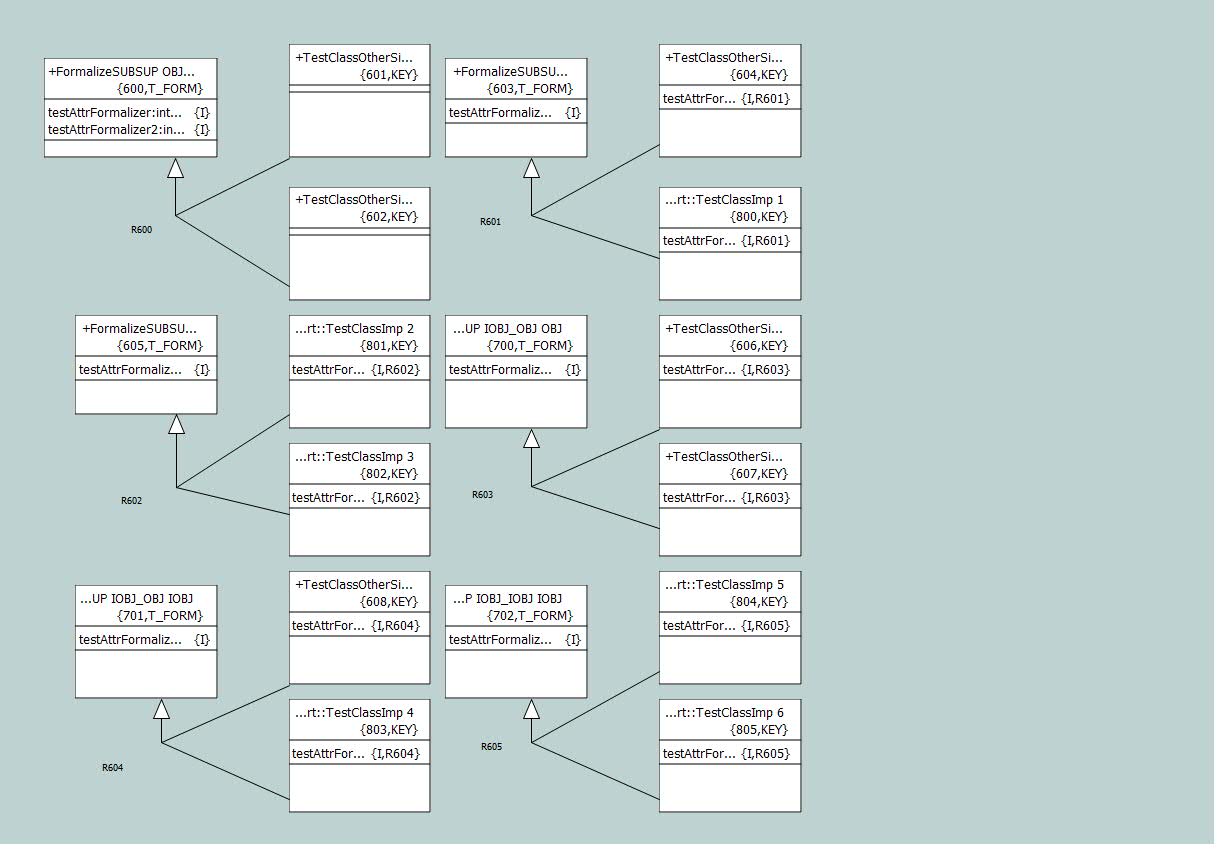 +FormalizeSUBSUP OBJ...
{600,T_FORM}
testAttrFormalizer:int... {I}
testAttrFormalizer2:in... {I}
+TestClassOtherSi...
{601,KEY}
+TestClassOtherSi...
{602,KEY}
R600
+FormalizeSUBSU...
{603,T_FORM}
testAttrFormaliz... {I}
+TestClassOtherSi...
{604,KEY}
testAttrFor... {I,R601}
...rt::TestClassImp 1
{800,KEY}
testAttrFor... {I,R601}
R601
+FormalizeSUBSU...
{605,T_FORM}
testAttrFormaliz... {I}
...rt::TestClassImp 2
{801,KEY}
testAttrFor... {I,R602}
...rt::TestClassImp 3
{802,KEY}
testAttrFor... {I,R602}
R602
...UP IOBJ_OBJ OBJ
{700,T_FORM}
testAttrFormaliz... {I}
+TestClassOtherSi...
{606,KEY}
testAttrFor... {I,R603}
+TestClassOtherSi...
{607,KEY}
testAttrFor... {I,R603}
R603
...UP IOBJ_OBJ IOBJ
{701,T_FORM}
testAttrFormaliz... {I}
+TestClassOtherSi...
{608,KEY}
testAttrFor... {I,R604}
...rt::TestClassImp 4
{803,KEY}
testAttrFor... {I,R604}
R604
...P IOBJ_IOBJ IOBJ
{702,T_FORM}
testAttrFormaliz... {I}
...rt::TestClassImp 5
{804,KEY}
testAttrFor... {I,R605}
...rt::TestClassImp 6
{805,KEY}
testAttrFor... {I,R605}
R605